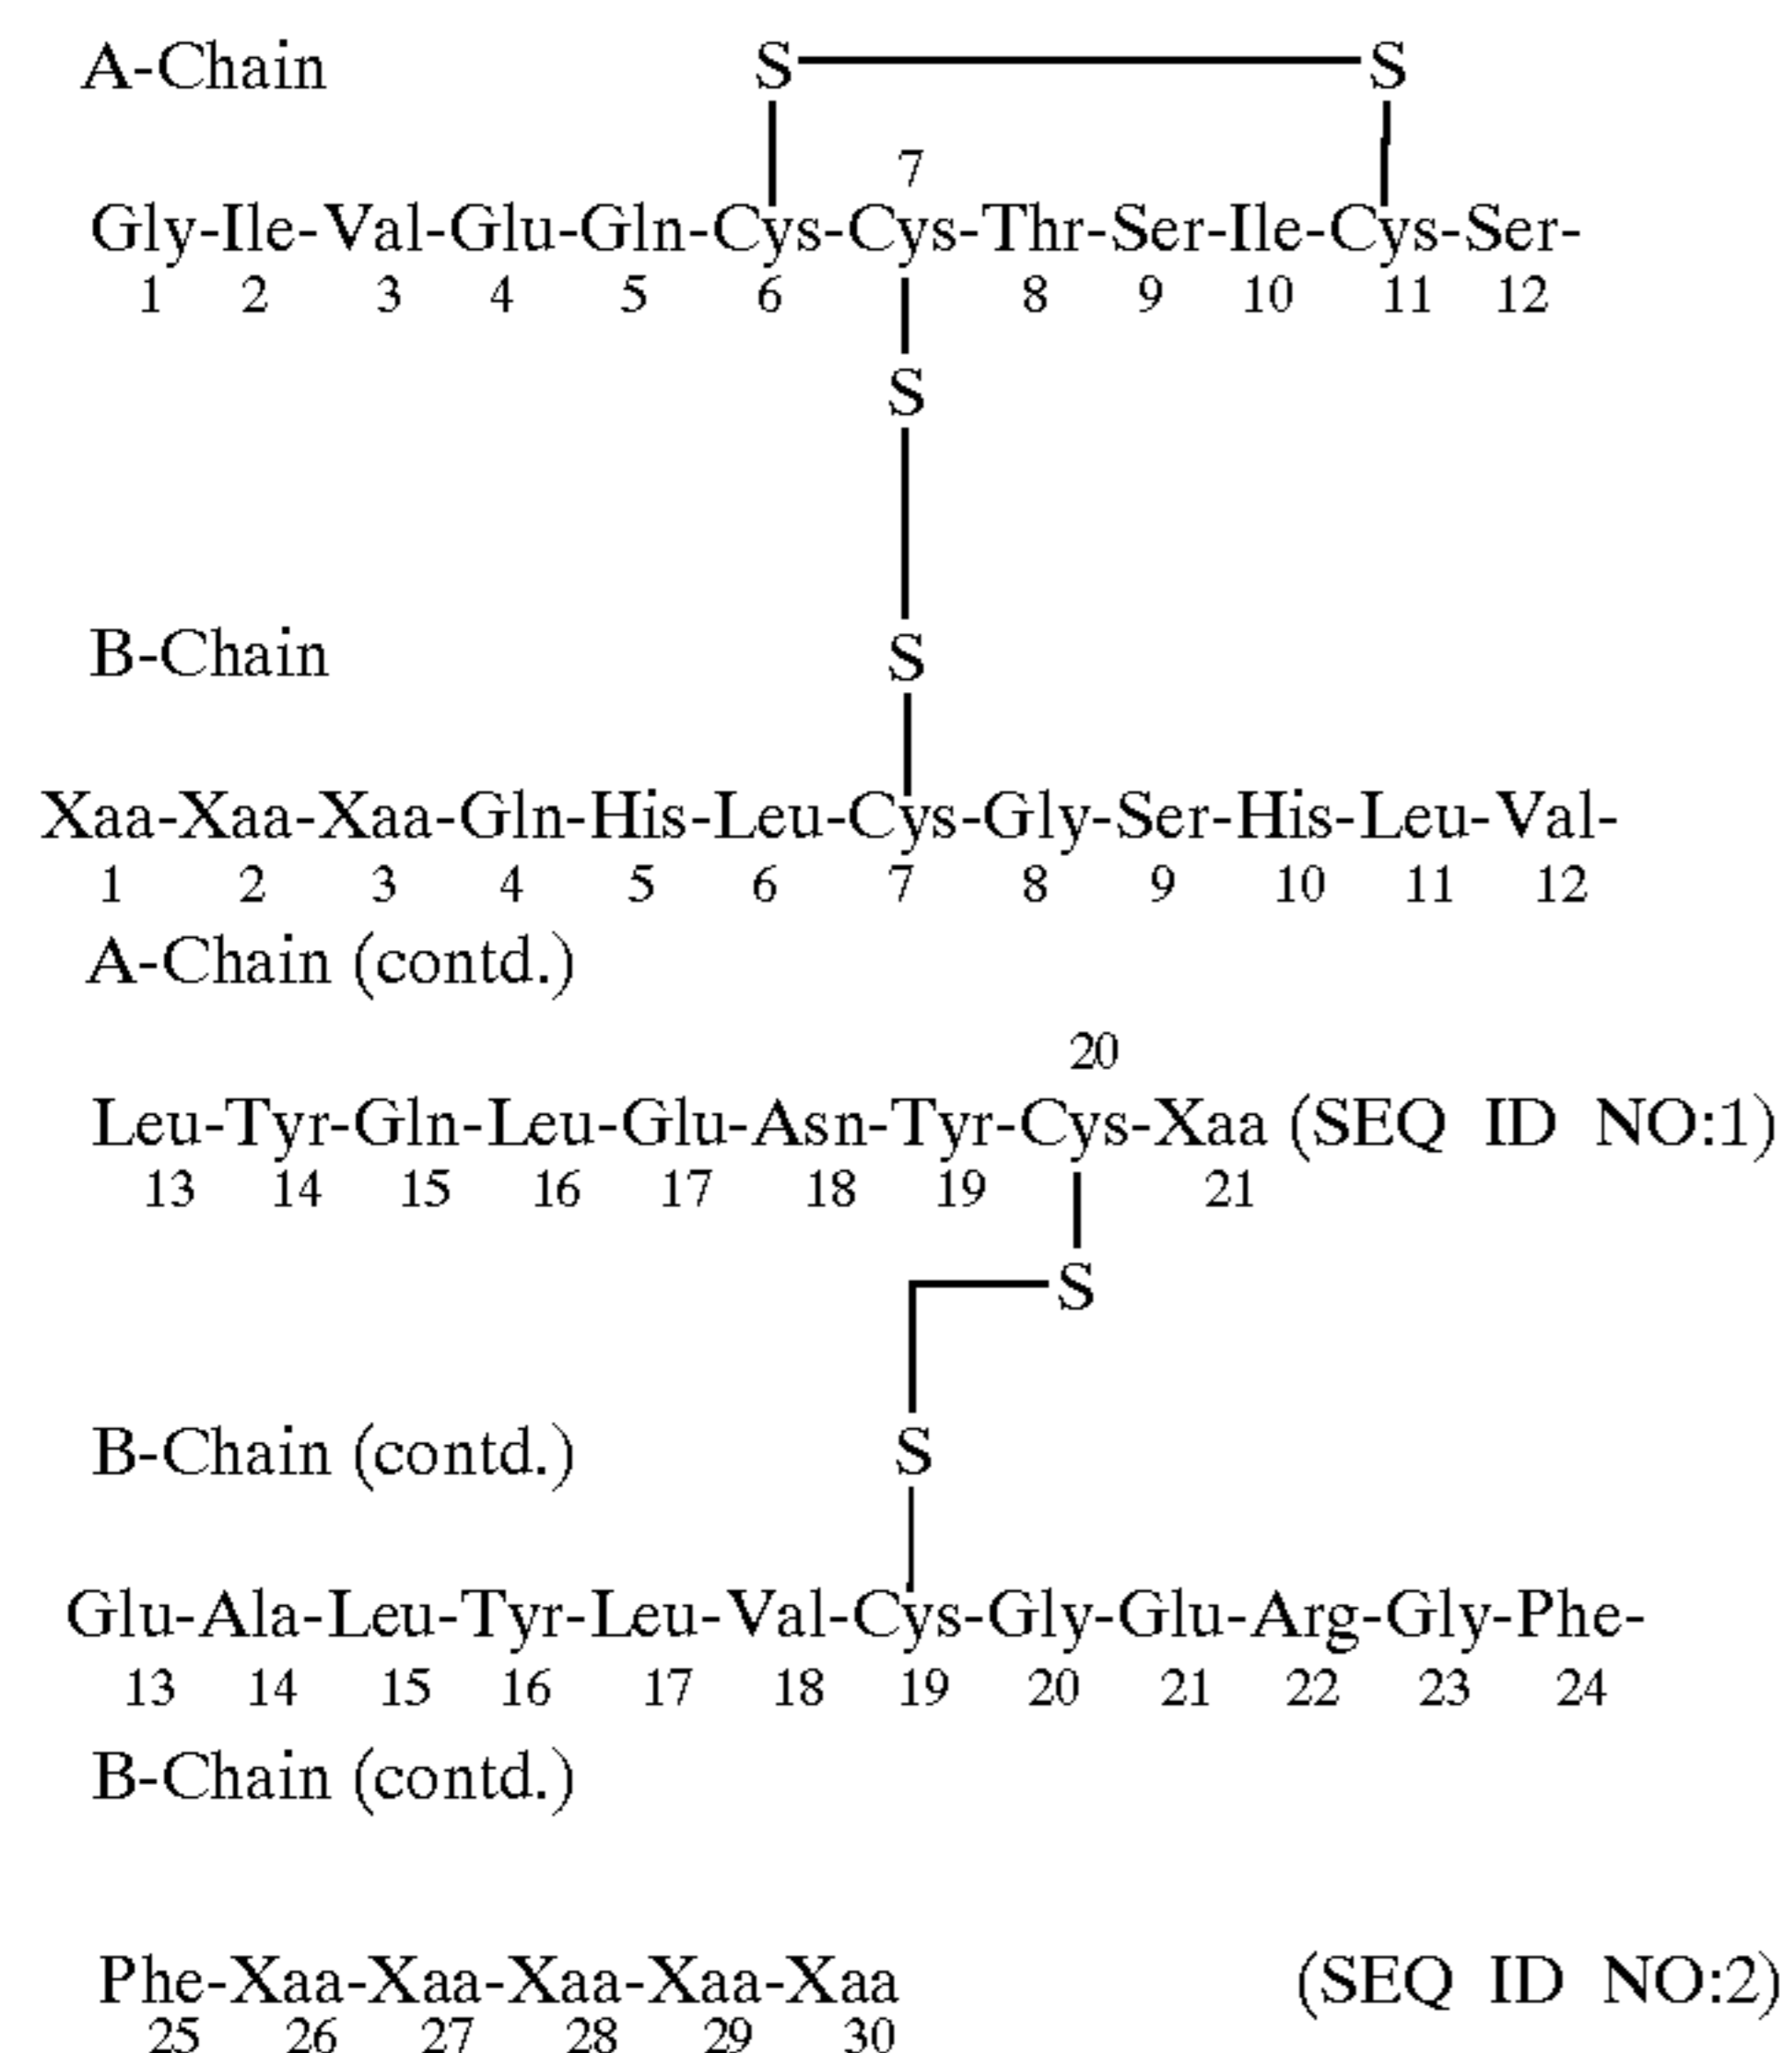 A-Chain
S S
7
Gly-Ile-Val-Glu-Gln-Cys-Cys-Thr-Ser-Ile-Cys-Ser-
1 2 3 4 5 6 8 9 10 11 12
S
B-Chain S
Xaa-Xaa-Xaa-Gln-His-Leu-Cys-Gly-Ser-His-Leu-Val-
1 2 3 4 5 6 7 8 9 10 11 12
A-Chain (contd.)
20
Leu-Tyr-Gln-Leu-Glu-Asn-Tyr-Cys-Xaa (SEQ ID NO:1)
13 14 15 16 17 18 19 21
S
B-Chain (contd.) S
Glu-Ala-Leu-Tyr-Leu-Val-Cys-Gly-Glu-Arg-Gly-Phe-
13 14 15 16 17 18 19 20 21 22 23 24
B-Chain (contd.)
Phe-Xaa-Xaa-Xaa-Xaa-Xaa (SEQ ID NO:2)
25 26 27 28 29 30